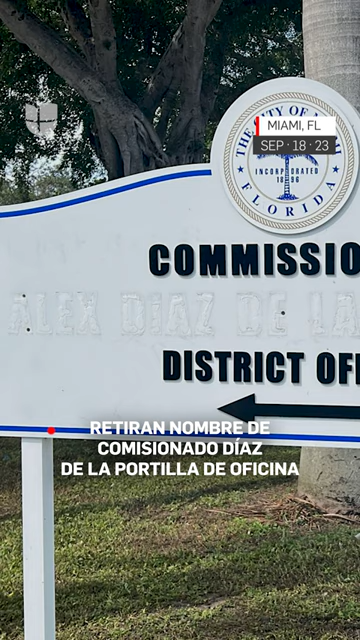 MIAMI, FL
SEP · 18 · 23
THE CITY OF
INCORPORATED
1896
FLORIDA
COMMISSIO
ALEX DIAZ DE LA
DISTRICT OFF
RETIRAN NOMBRE DE
COMISIONADO DÍAZ
DE LA PORTILLA DE OFICINA